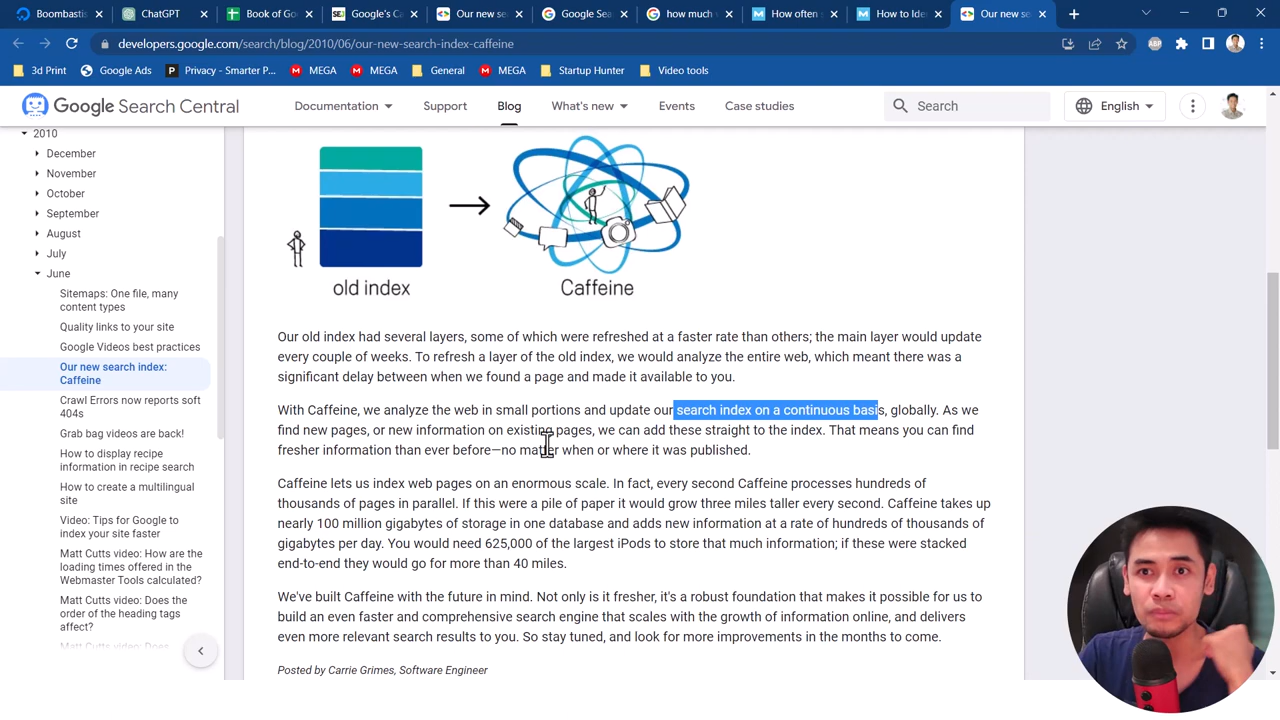 Boombastis
ChatGPT
Book of Go
SEJ Google's Ca
Our new se
Google Sea
how much w
How often s
How to Ide
Our new se
developers.google.com/search/blog/2010/06/our-new-search-index-caffeine
ABP
3d Print
Google Ads
Privacy - Smarter P...
MEGA
MEGA
General
MEGA
Startup Hunter
Video tools
Google Search Central
Documentation
Support
Blog
What's new
Events
Case studies
Search
English
2010
December
November
October
September
August
July
June
Sitemaps: One file, many
content types
Quality links to your site
Google Videos best practices
Our new search index:
Caffeine
Crawl Errors now reports soft
404s
Grab bag videos are back!
How to display recipe
information in recipe search
How to create a multilingual
site
Video: Tips for Google to
index your site faster
Matt Cutts video: How are the
loading times offered in the
Webmaster Tools calculated?
Matt Cutts video: Does the
order of the heading tags
affect?
Matt Cutts video: Does
old index
Caffeine
Our old index had several layers, some of which were refreshed at a faster rate than others; the main layer would update
every couple of weeks. To refresh a layer of the old index, we would analyze the entire web, which meant there was a
significant delay between when we found a page and made it available to you.
With Caffeine, we analyze the web in small portions and update our search index on a continuous basis, globally. As we
find new pages, or new information on existing pages, we can add these straight to the index. That means you can find
fresher information than ever before—no matter when or where it was published.
Caffeine lets us index web pages on an enormous scale. In fact, every second Caffeine processes hundreds of
thousands of pages in parallel. If this were a pile of paper it would grow three miles taller every second. Caffeine takes up
nearly 100 million gigabytes of storage in one database and adds new information at a rate of hundreds of thousands of
gigabytes per day. You would need 625,000 of the largest iPods to store that much information; if these were stacked
end-to-end they would go for more than 40 miles.
We've built Caffeine with the future in mind. Not only is it fresher, it's a robust foundation that makes it possible for us to
build an even faster and comprehensive search engine that scales with the growth of information online, and delivers
even more relevant search results to you. So stay tuned, and look for more improvements in the months to come.
Posted by Carrie Grimes, Software Engineer